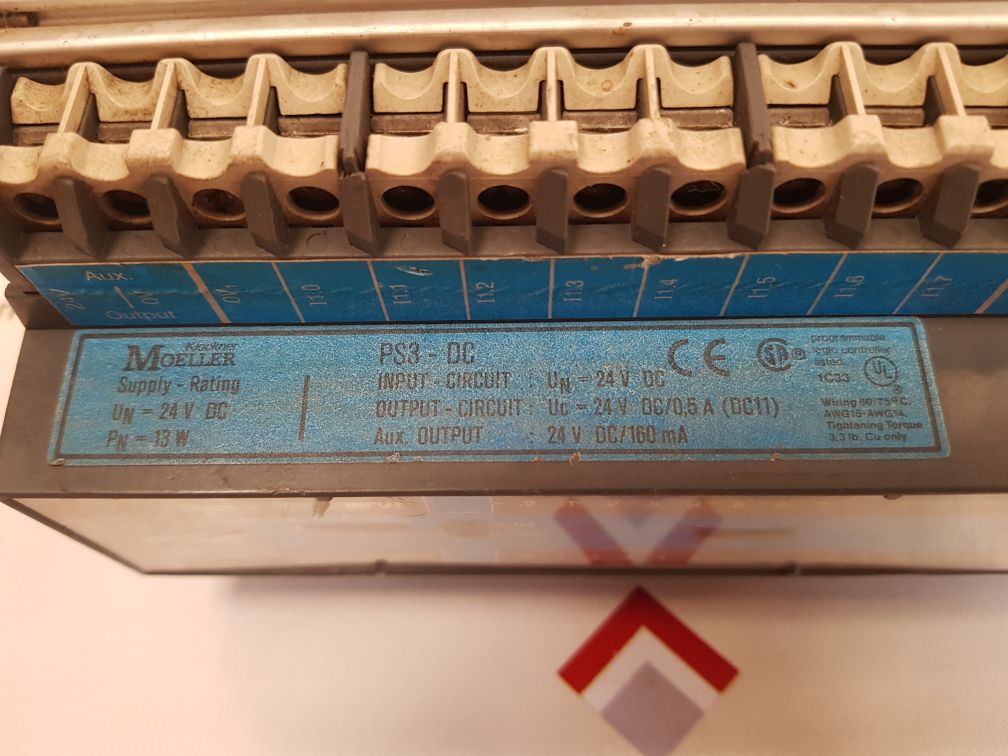 Aux.
24V
0V
0V1
Output
I1.0
I1.1
I1.2
I1.3
I1.4
I1.5
I1.6
I1.7
Klöckner
MOELLER
Supply - Rating
UN = 24 V DC
PN = 13 W
PS3 - DC
INPUT - CIRCUIT : UN = 24 V DC
OUTPUT - CIRCUIT : Uc = 24 V DC/0,5 A (DC11)
Aux. OUTPUT : 24 V DC/160 mA
CE
SA ®
programmable
logic controller
listed
1C33
UL ®
Wiring 60/75°C,
AWG18-AWG14,
Tightening Torque
3,3 lb. Cu only